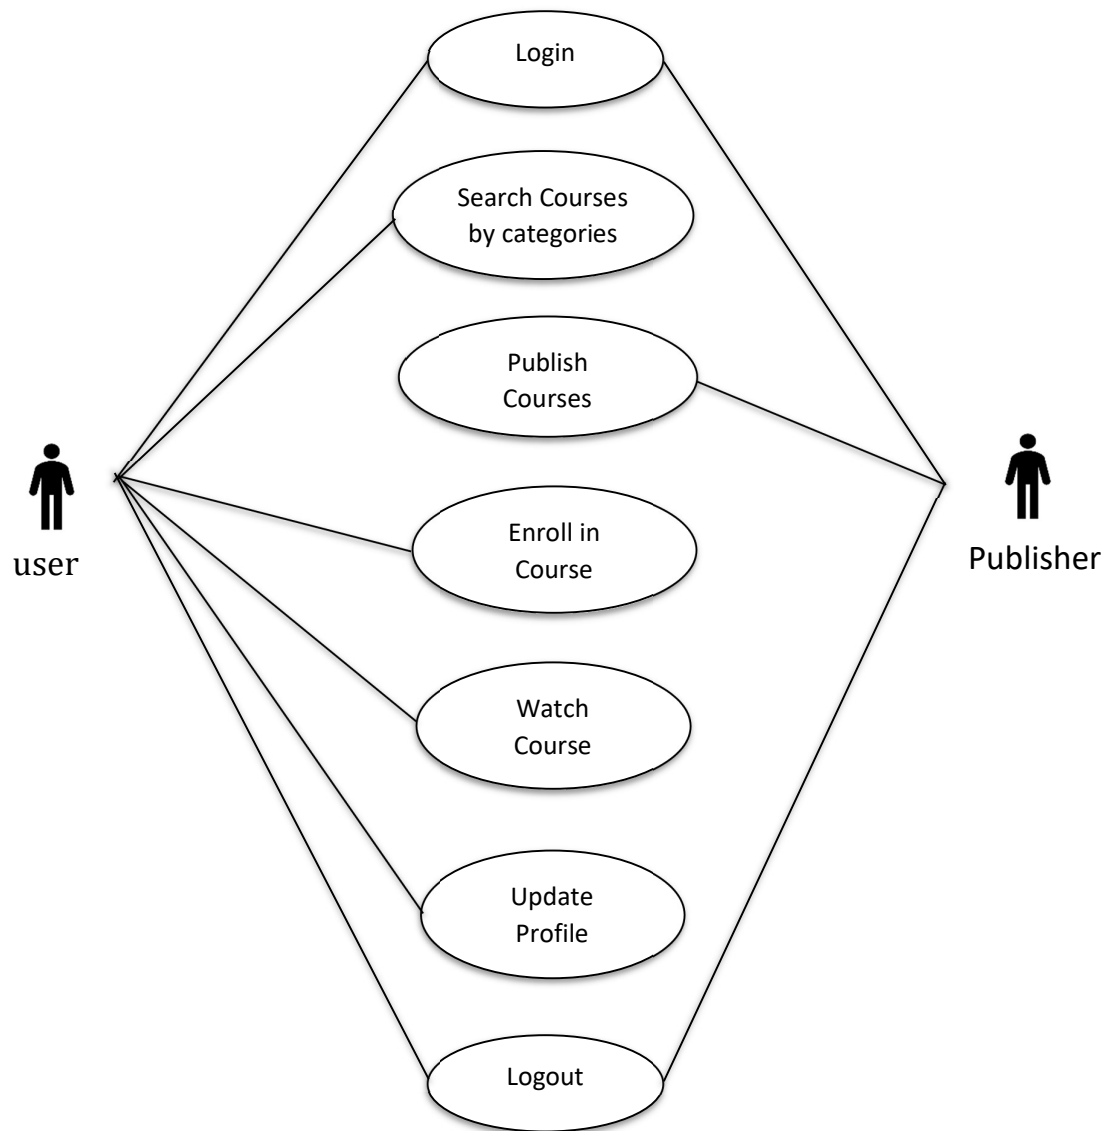 Login
Search Courses
by categories
Publish
Courses
Enroll in
Course
user
Publisher
Watch
Course
Update
Profile
Logout